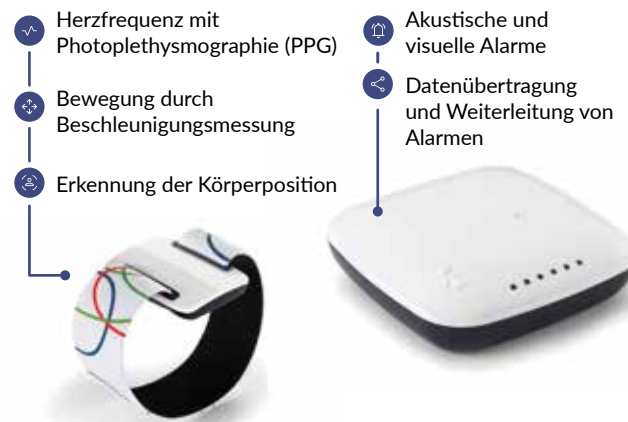 Herzfrequenz mit
Photoplethysmographie (PPG)
Bewegung durch
Beschleunigungsmessung
Erkennung der Körperposition
Akustische und
visuelle Alarme
Datenübertragung
und Weiterleitung von
Alarmen